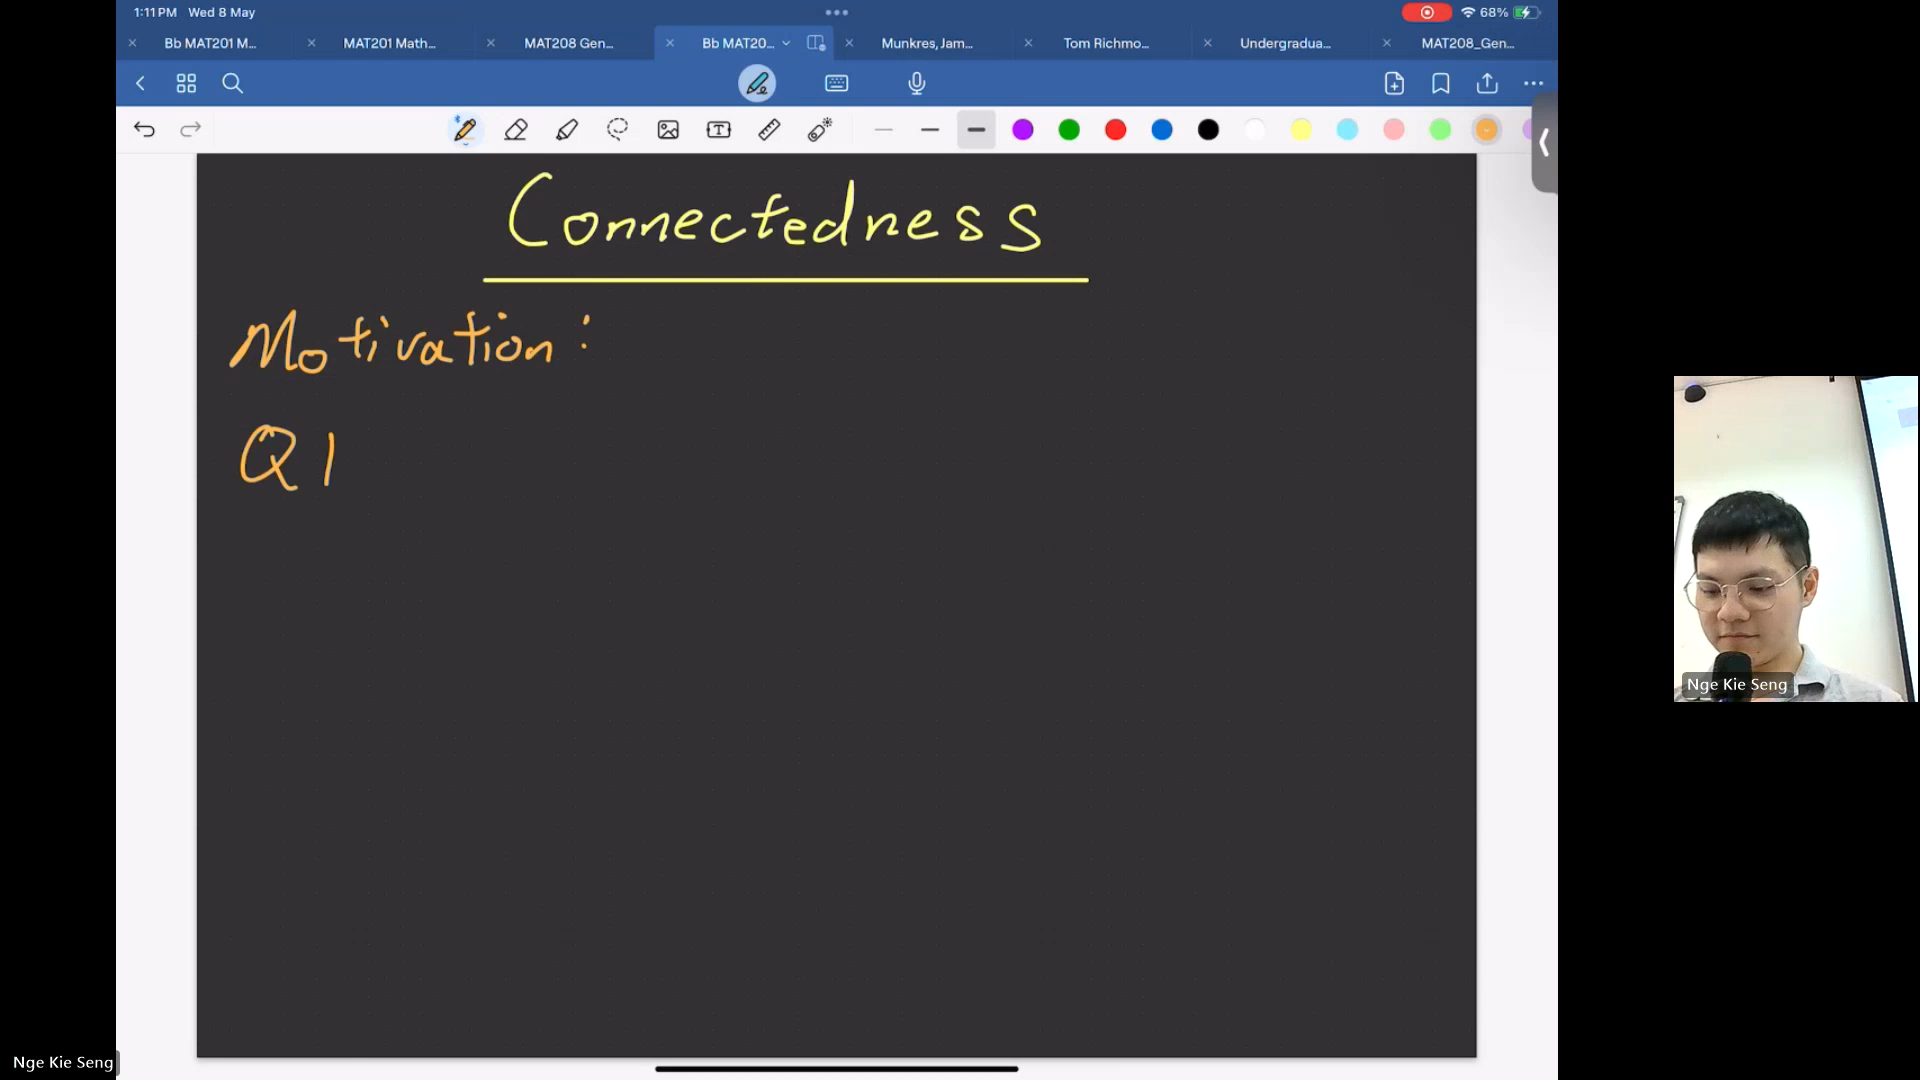 1:11 PM Wed 8 May
68%
Bb MAT201 M...
MAT201 Math...
MAT208 Gen...
Bb MAT20...
Munkres, Jam...
Tom Richmo...
Undergradua...
MAT208_Gen...
Connectedness
Motivation:
Q1
Nge Kie Seng
Nge Kie Seng